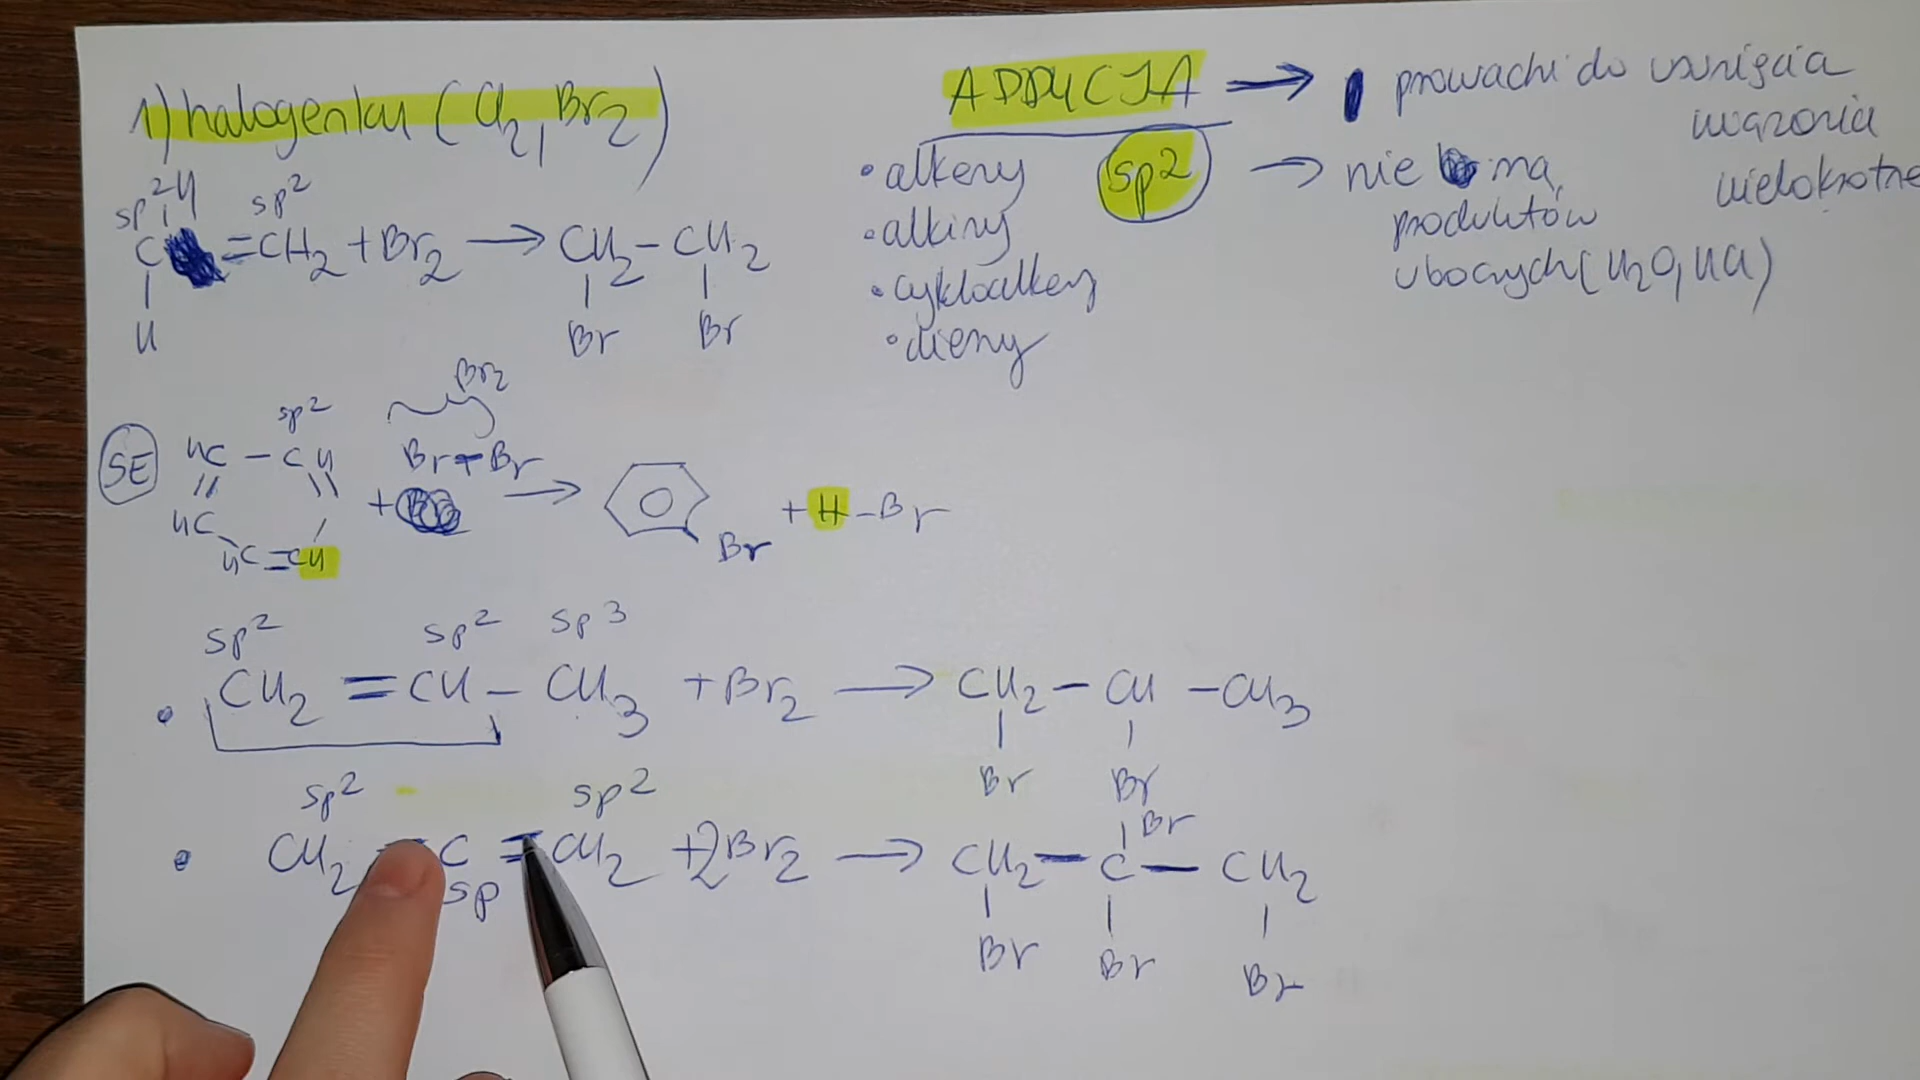 1) halogenki (Cl2, Br2)
sp2 H sp2
C = CH2 + Br2 → CH2 – CH2
H Br Br
ADDYCJA → prowadzi do usunięcia
wiązania
wielokrotne
• alkeny sp2 → nie ma
produktów
ubocznych (H2O, HCl)
• alkiny
• cykloalkeny
• dieny
Br2
sp2
SE HC – CH Br + Br
HC + → Br + H – Br
HC = CH
sp2 sp2 sp3
• CH2 = CH – CH3 + Br2 → CH2 – CH – CH3
Br Br
sp2 sp2 Br
• CH2 = C = CH2 + 2Br2 → CH2 – C – CH2
sp
Br Br Br